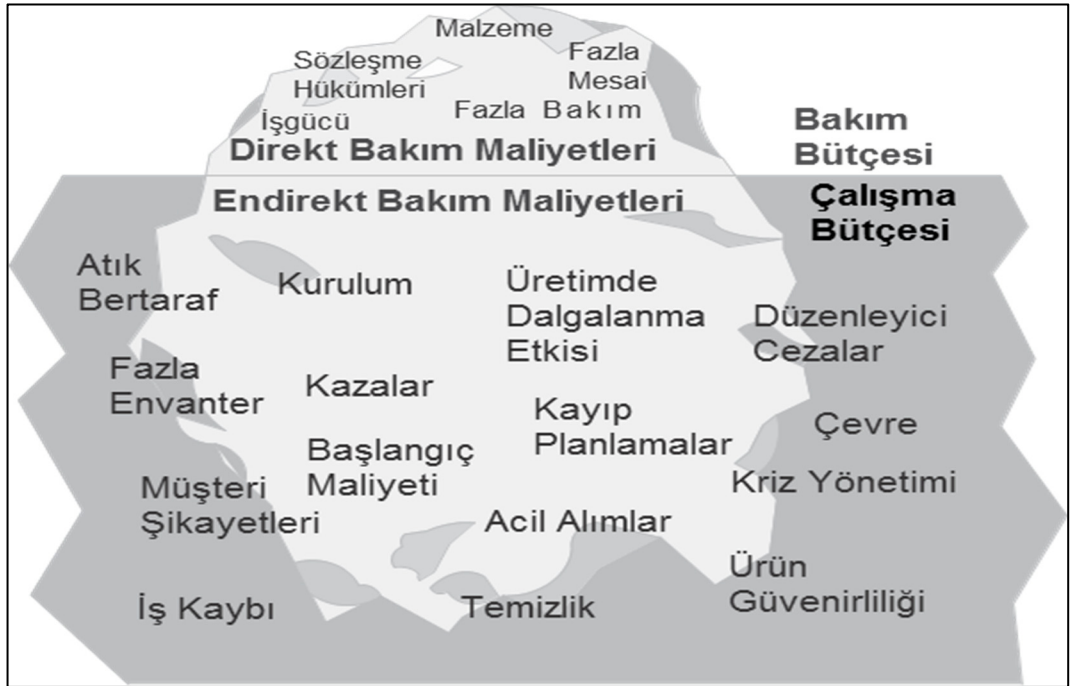 Malzeme
Sözleşme
Hükümleri
Fazla
Mesai
İşgücü
Fazla Bakım
Direkt Bakım Maliyetleri
Bakım
Bütçesi
Endirekt Bakım Maliyetleri
Çalışma
Bütçesi
Atık
Bertaraf
Kurulum
Üretimde
Dalgalanma
Etkisi
Düzenleyici
Cezalar
Fazla
Envanter
Kazalar
Kayıp
Planlamalar
Çevre
Başlangıç
Maliyeti
Müşteri
Şikayetleri
Kriz Yönetimi
Acil Alımlar
Ürün
Güvenirliliği
İş Kaybı
Temizlik